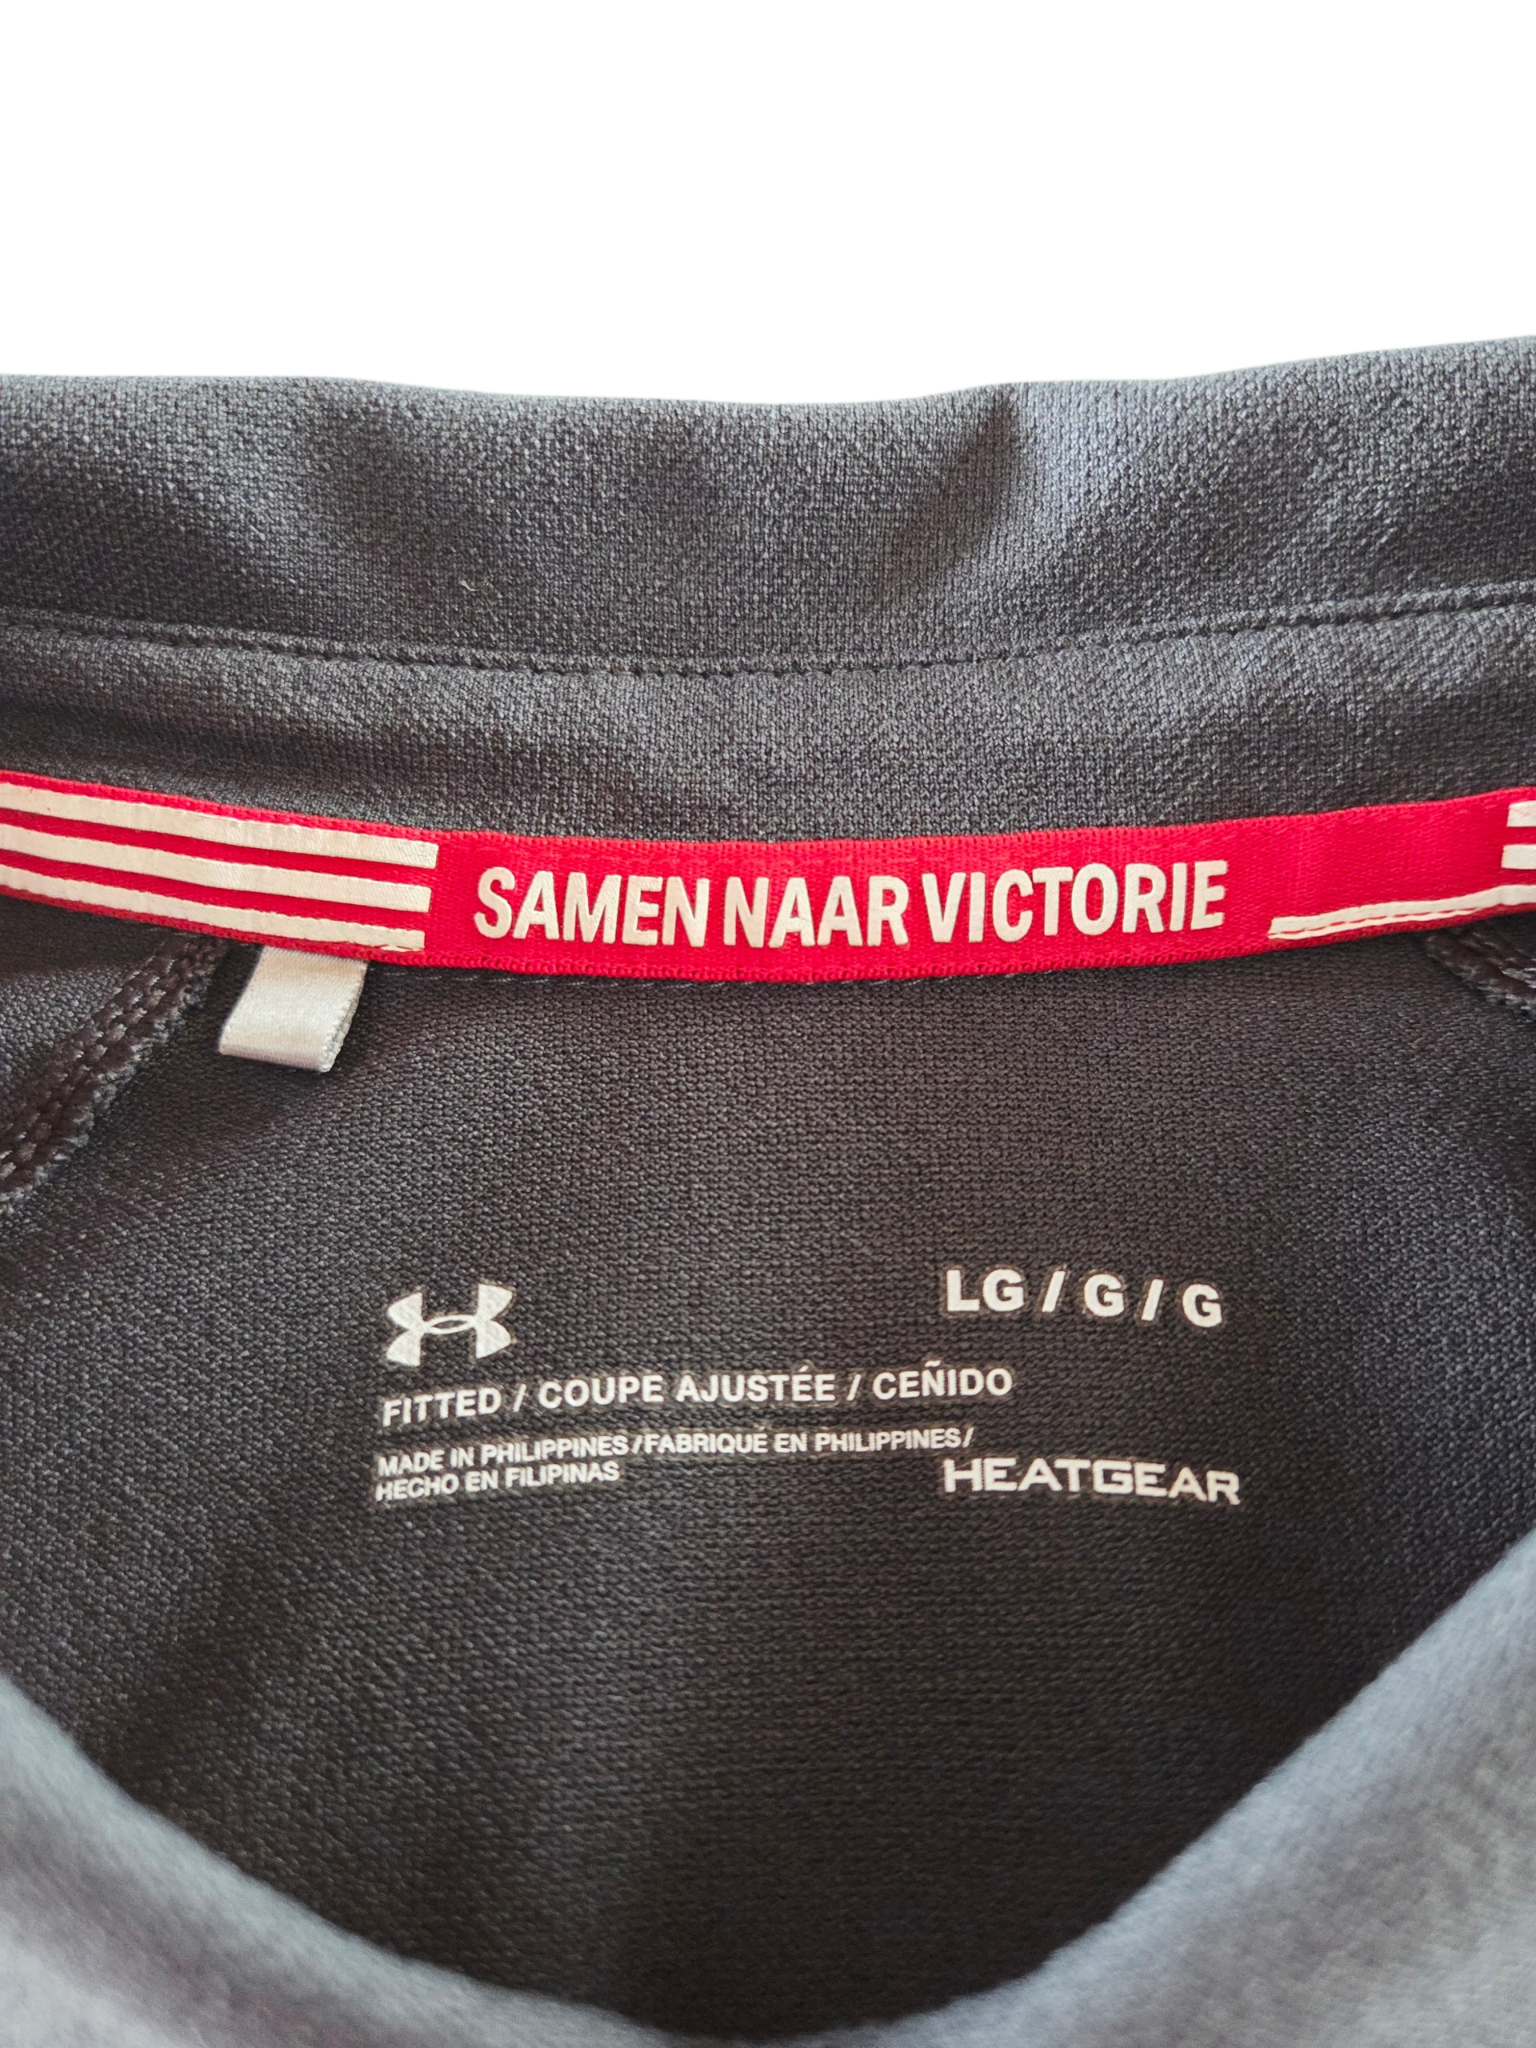 SAMEN NAAR VICTORIE
LG / G / G
FITTED / COUPE AJUSTÉE / CEÑIDO
MADE IN PHILIPPINES / FABRIQUÉ EN PHILIPPINES /
HECHO EN FILIPINAS
HEATGEAR